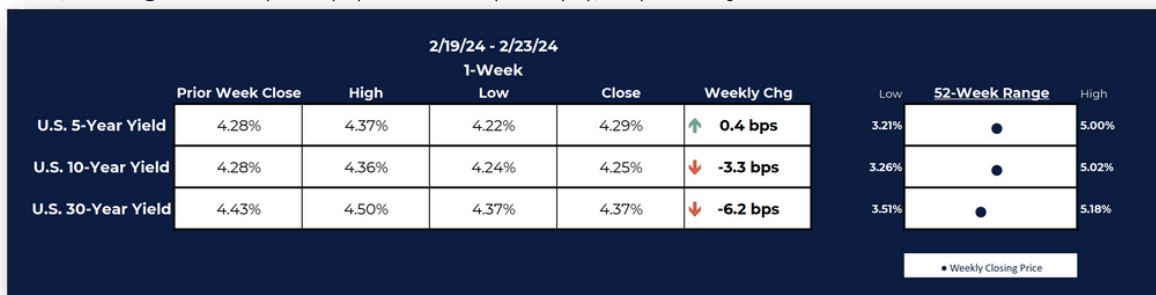 2/19/24 - 2/23/24
1-Week
Prior Week Close High Low Close Weekly Chg Low 52-Week Range High
U.S. 5-Year Yield 4.28% 4.37% 4.22% 4.29% ↑ 0.4 bps 3.21% ● 5.00%
U.S. 10-Year Yield 4.28% 4.36% 4.24% 4.25% ↓ -3.3 bps 3.26% ● 5.02%
U.S. 30-Year Yield 4.43% 4.50% 4.37% 4.37% ↓ -6.2 bps 3.51% ● 5.18%
● Weekly Closing Price